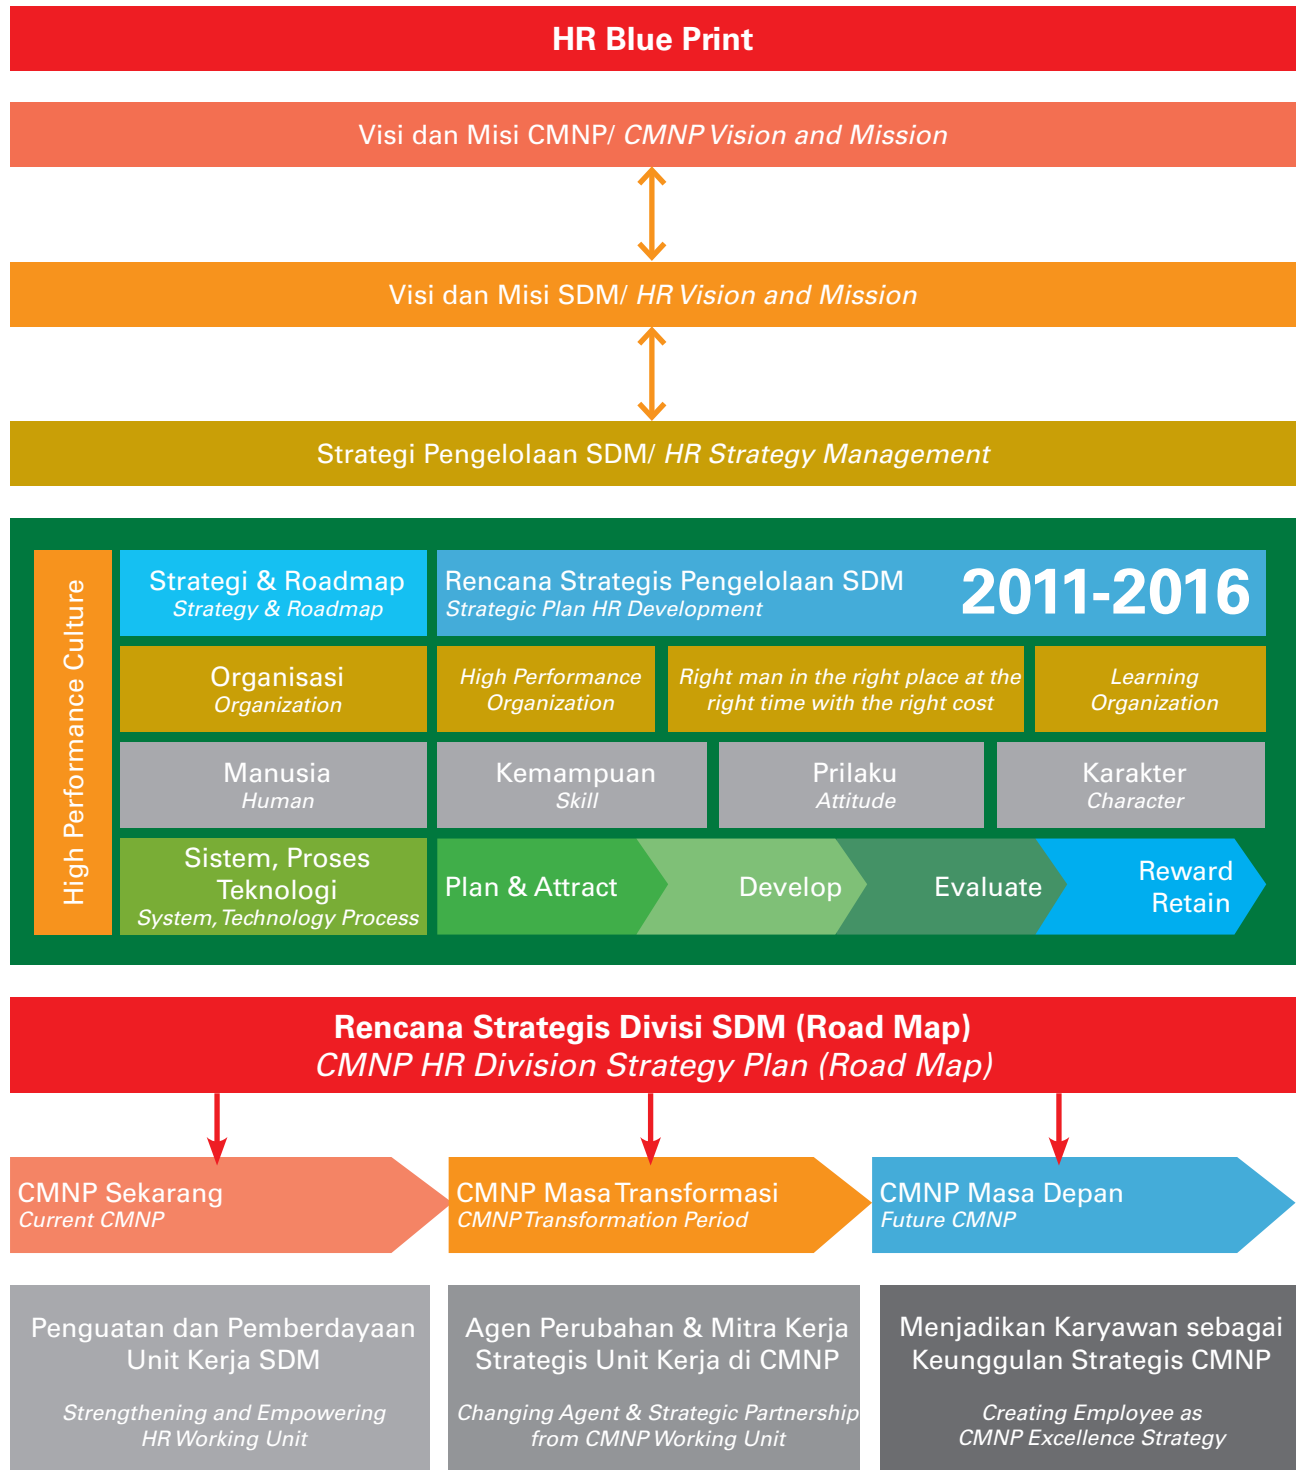 HR Blue Print
Visi dan Misi CMNP/ CMNP Vision and Mission
Visi dan Misi SDM/ HR Vision and Mission
Strategi Pengelolaan SDM/ HR Strategy Management
High Performance Culture
Strategi & Roadmap
Strategy & Roadmap
Rencana Strategis Pengelolaan SDM
Strategic Plan HR Development
2011-2016
Organisasi
Organization
High Performance
Organization
Right man in the right place at the
right time with the right cost
Learning
Organization
Manusia
Human
Kemampuan
Skill
Prilaku
Attitude
Karakter
Character
Sistem, Proses
Teknologi
System, Technology Process
Plan & Attract
Develop
Evaluate
Reward
Retain
Rencana Strategis Divisi SDM (Road Map)
CMNP HR Division Strategy Plan (Road Map)
CMNP Sekarang
Current CMNP
CMNP Masa Transformasi
CMNP Transformation Period
CMNP Masa Depan
Future CMNP
Penguatan dan Pemberdayaan
Unit Kerja SDM
Strengthening and Empowering
HR Working Unit
Agen Perubahan & Mitra Kerja
Strategis Unit Kerja di CMNP
Changing Agent & Strategic Partnership
from CMNP Working Unit
Menjadikan Karyawan sebagai
Keunggulan Strategis CMNP
Creating Employee as
CMNP Excellence Strategy